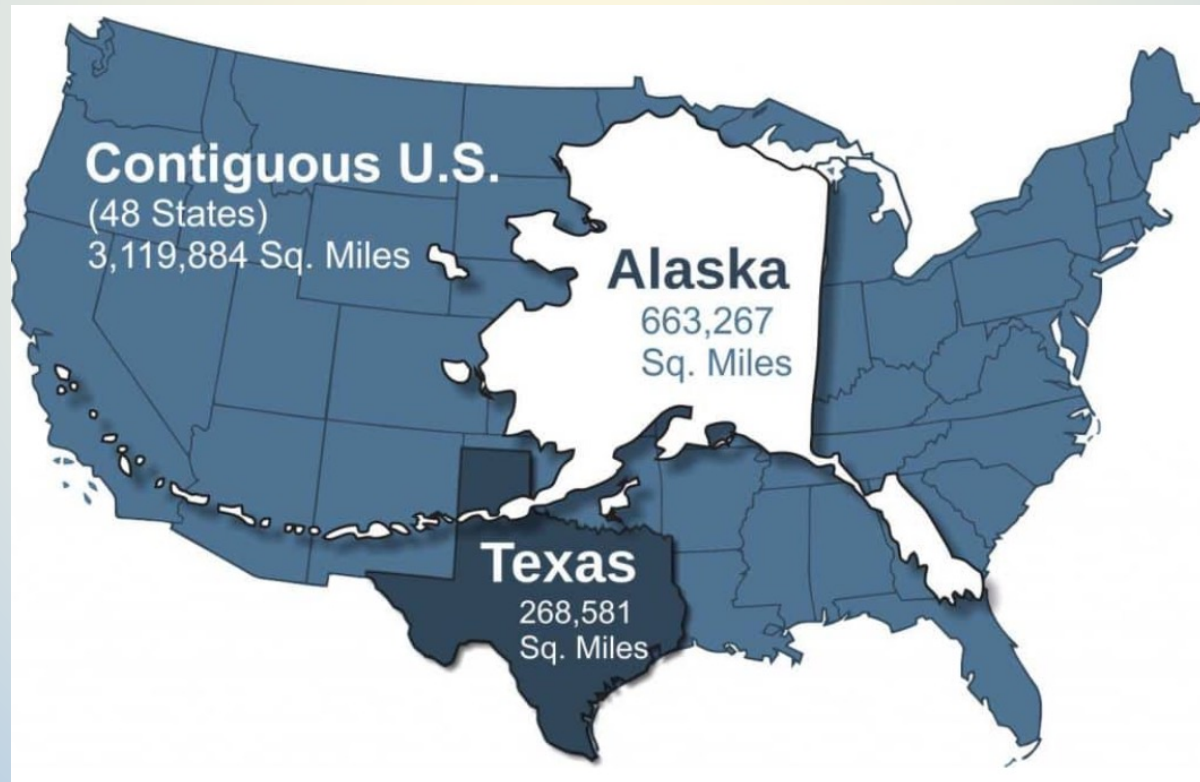 Contiguous U.S.
(48 States)
3,119,884 Sq. Miles
Alaska
663,267
Sq. Miles
Texas
268,581
Sq. Miles